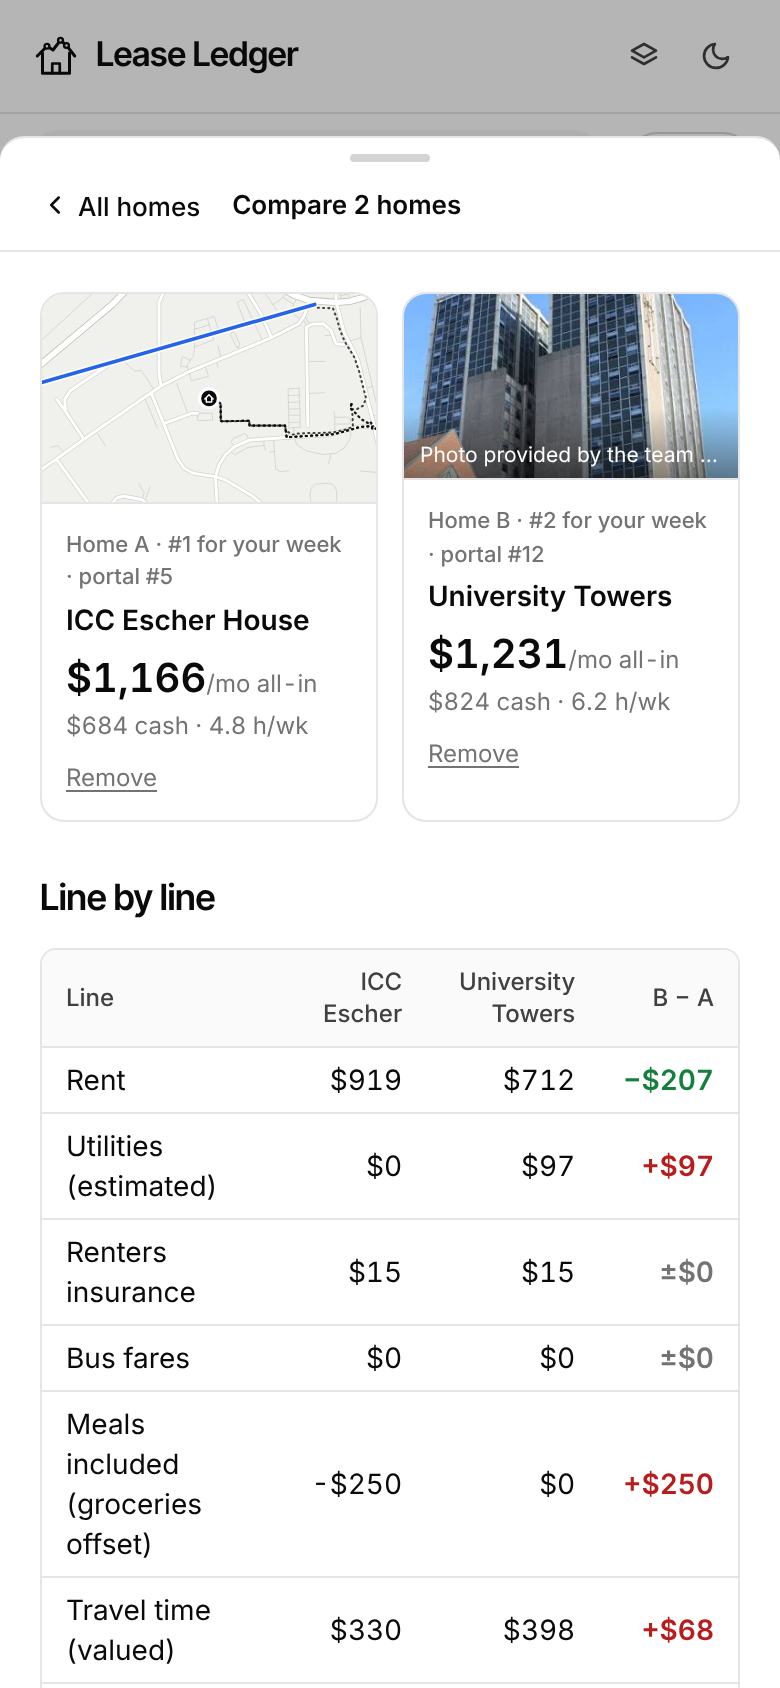 Lease Ledger
All homes
Compare 2 homes
Photo provided by the team ...
Home A · #1 for your week
· portal #5
ICC Escher House
$1,166/mo all-in
$684 cash · 4.8 h/wk
Remove
Home B · #2 for your week
· portal #12
University Towers
$1,231/mo all-in
$824 cash · 6.2 h/wk
Remove
Line by line
Line
ICC
Escher
University
Towers
B − A
Rent
$919
$712
−$207
Utilities
(estimated)
$0
$97
+$97
Renters
insurance
$15
$15
±$0
Bus fares
$0
$0
±$0
Meals
included
(groceries
offset)
-$250
$0
+$250
Travel time
(valued)
$330
$398
+$68